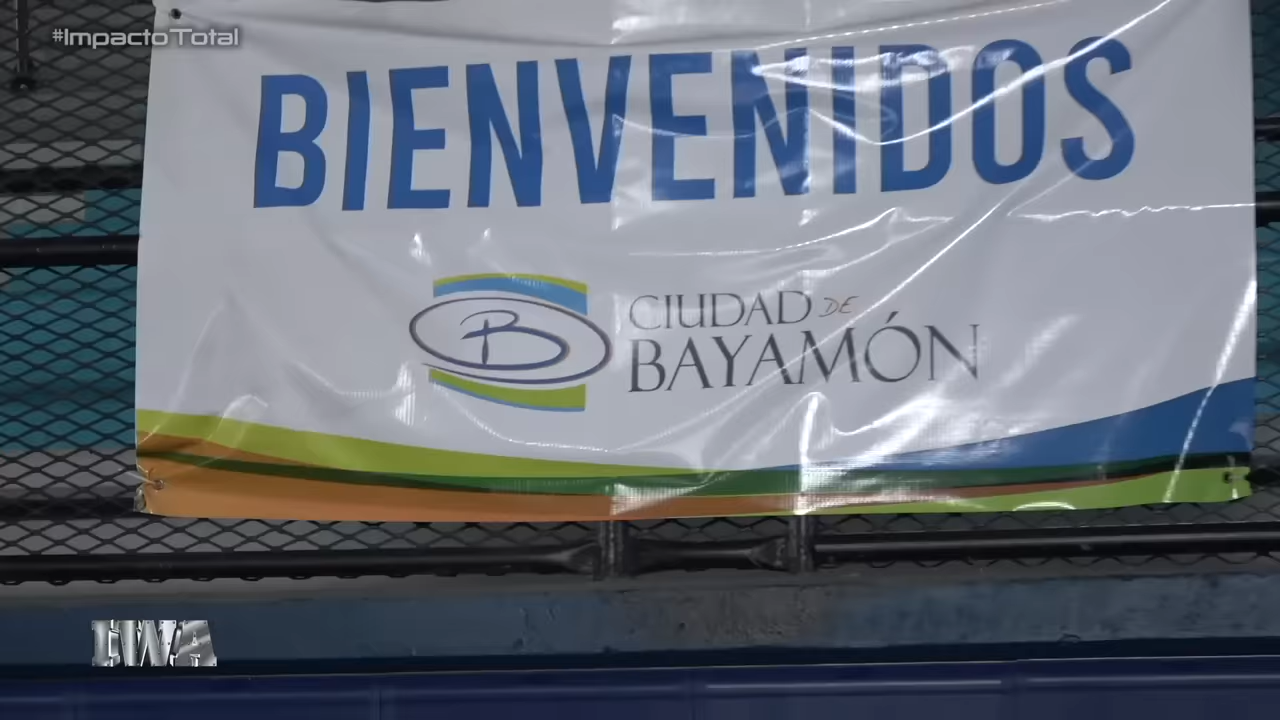 #ImpactoTotal
BIENVENIDOS
B
CIUDAD DE
BAYAMÓN
IWA